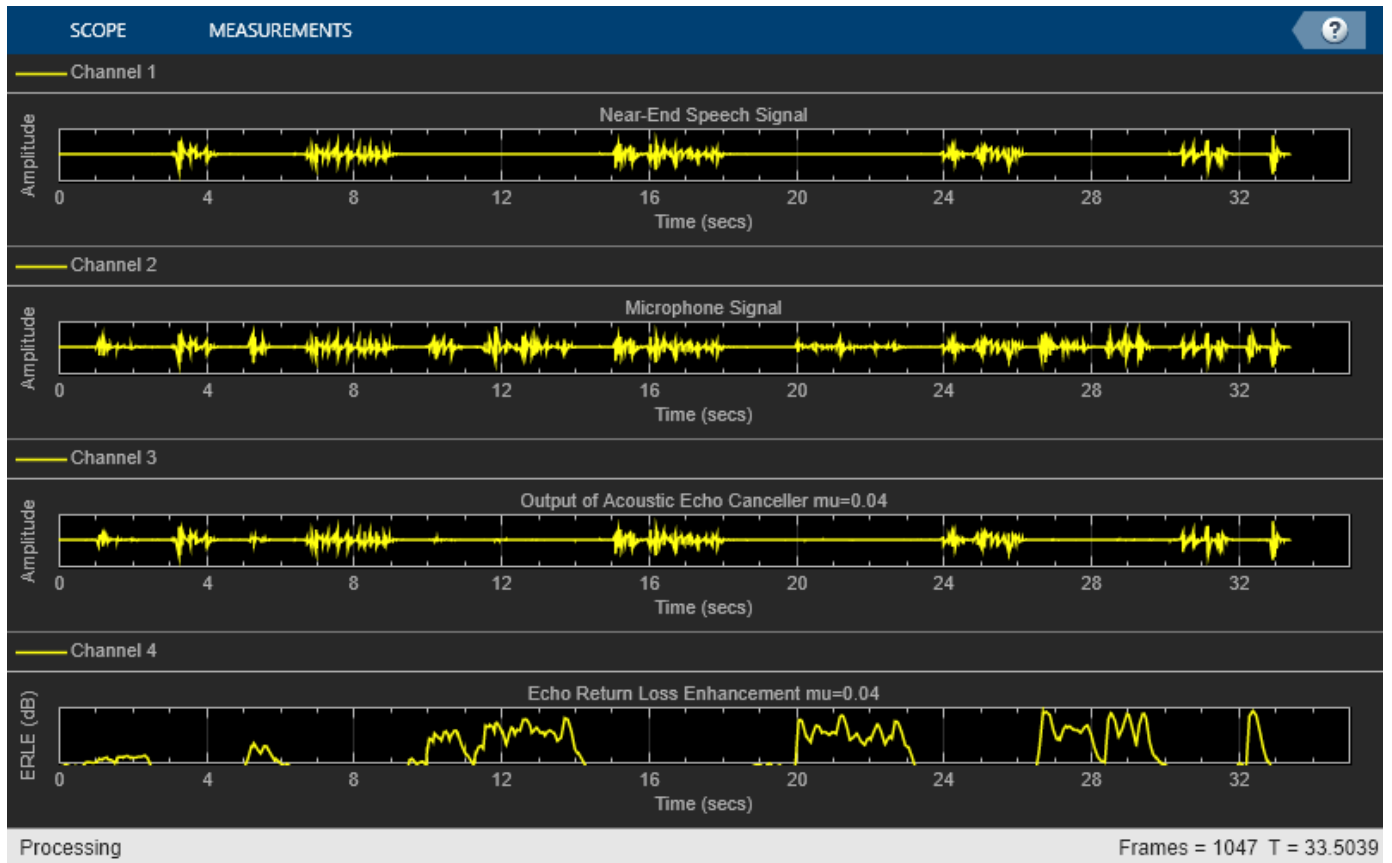 SCOPE MEASUREMENTS ?
Channel 1
Near-End Speech Signal
Amplitude
0 4 8 12 16 20 24 28 32
Time (secs)
Channel 2
Microphone Signal
Amplitude
0 4 8 12 16 20 24 28 32
Time (secs)
Channel 3
Output of Acoustic Echo Canceller mu=0.04
Amplitude
0 4 8 12 16 20 24 28 32
Time (secs)
Channel 4
Echo Return Loss Enhancement mu=0.04
ERLE (dB)
0 4 8 12 16 20 24 28 32
Time (secs)
Processing Frames = 1047 T = 33.5039